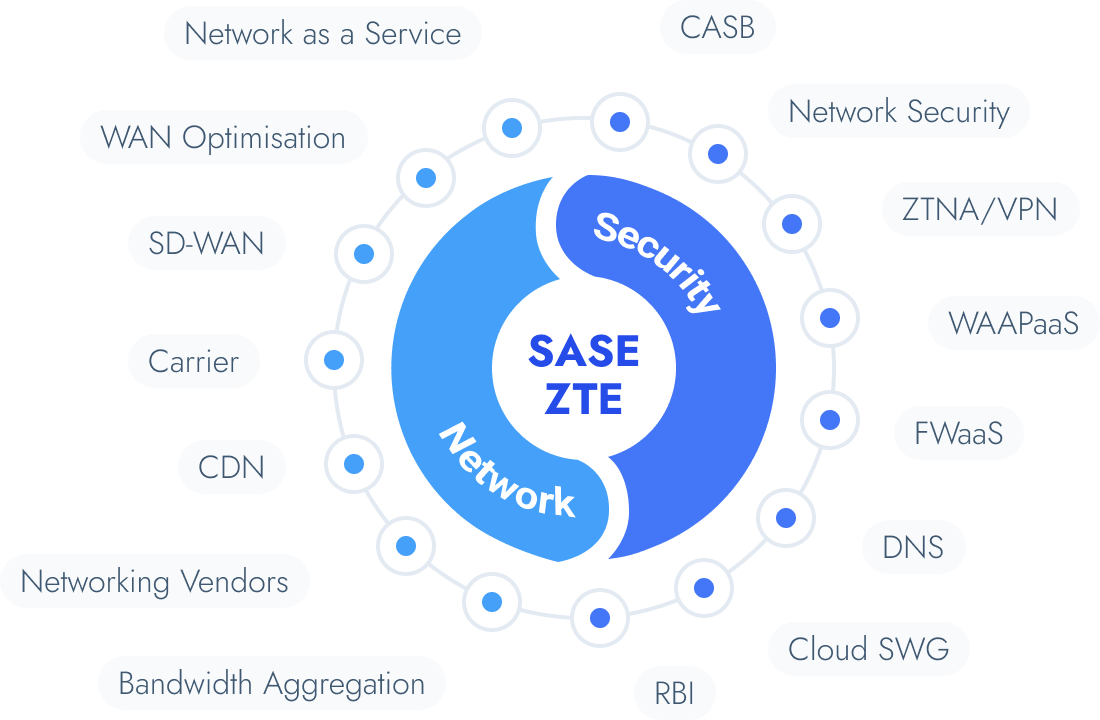 Network as a Service
CASB
WAN Optimisation
Network Security
SD-WAN
ZTNA/VPN
Security
Carrier
SASE
ZTE
WAAPaaS
Network
CDN
FWaaS
Networking Vendors
DNS
Bandwidth Aggregation
Cloud SWG
RBI